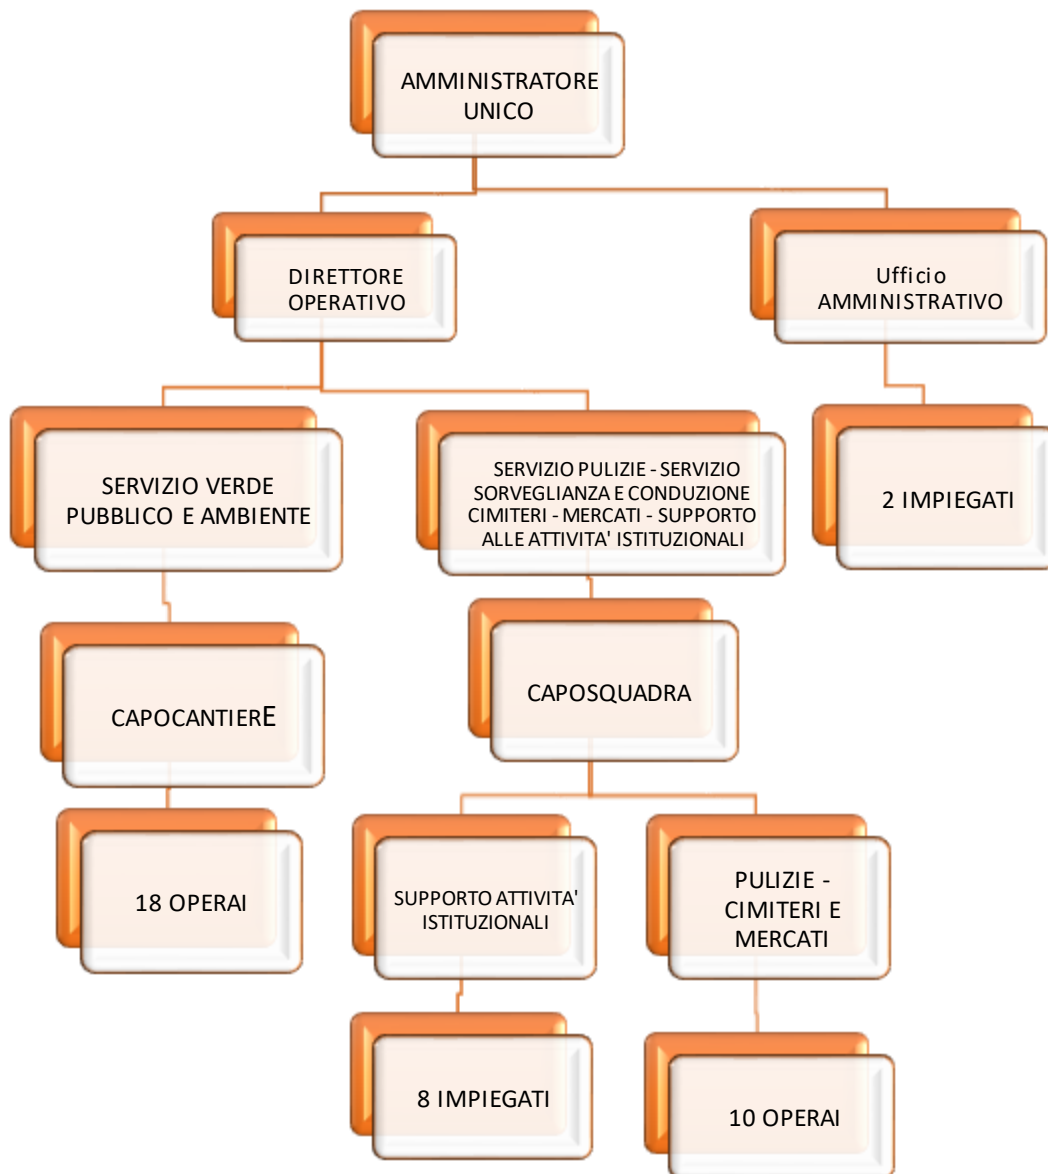 AMMINISTRATORE
UNICO
DIRETTORE
OPERATIVO
Ufficio
AMMINISTRATIVO
SERVIZIO VERDE
PUBBLICO E AMBIENTE
SERVIZIO PULIZIE - SERVIZIO
SORVEGLIANZA E CONDUZIONE
CIMITERI - MERCATI - SUPPORTO
ALLE ATTIVITA' ISTITUZIONALI
2 IMPIEGATI
CAPOCANTIERE
CAPOSQUADRA
18 OPERAI
SUPPORTO ATTIVITA'
ISTITUZIONALI
PULIZIE -
CIMITERI E
MERCATI
8 IMPIEGATI
10 OPERAI